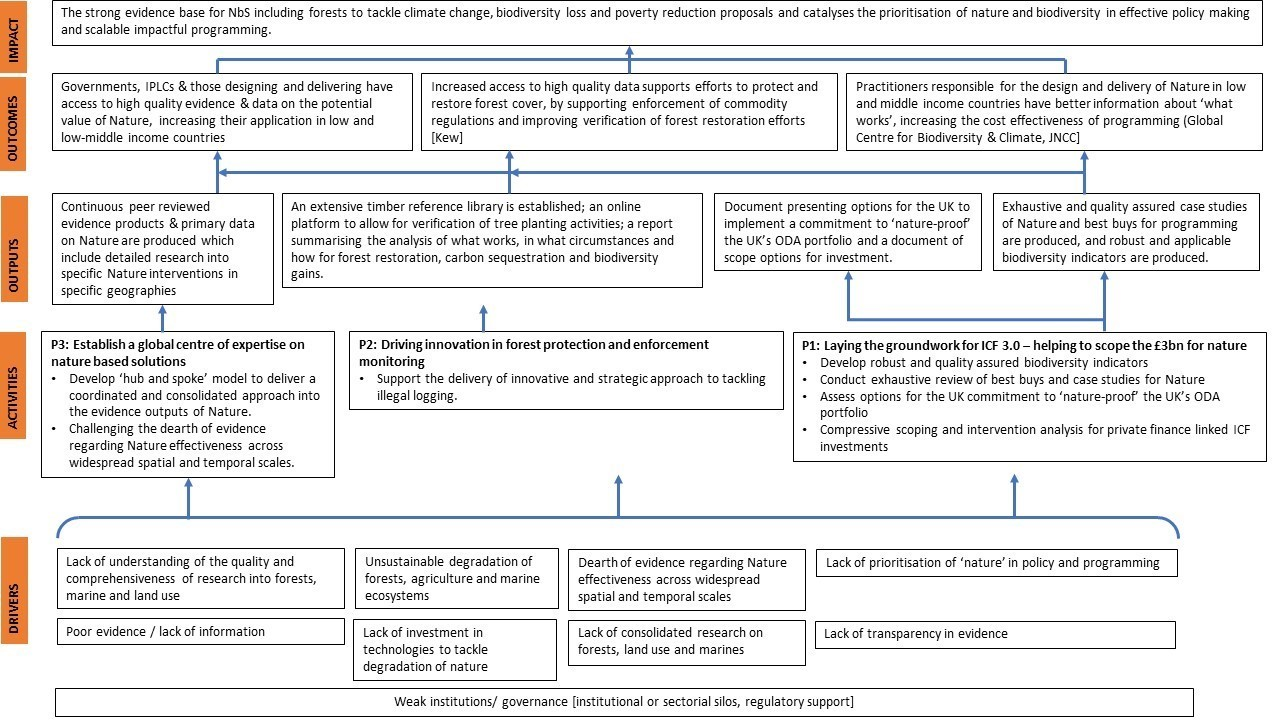 IMPACT
The strong evidence base for NbS including forests to tackle climate change, biodiversity loss and poverty reduction proposals and catalyses the prioritisation of nature and biodiversity in effective policy making
and scalable impactful programming.
OUTCOMES
Governments, IPLCs & those designing and delivering have
access to high quality evidence & data on the potential
value of Nature, increasing their application in low and
low-middle income countries
Increased access to high quality data supports efforts to protect and
restore forest cover, by supporting enforcement of commodity
regulations and improving verification of forest restoration efforts
[Kew]
Practitioners responsible for the design and delivery of Nature in low
and middle income countries have better information about ‘what
works’, increasing the cost effectiveness of programming (Global
Centre for Biodiversity & Climate, JNCC]
OUTPUTS
Continuous peer reviewed
evidence products & primary data
on Nature are produced which
include detailed research into
specific Nature interventions in
specific geographies
An extensive timber reference library is established; an online
platform to allow for verification of tree planting activities; a report
summarising the analysis of what works, in what circumstances and
how for forest restoration, carbon sequestration and biodiversity
gains.
Document presenting options for the UK to
implement a commitment to ‘nature-proof’
the UK’s ODA portfolio and a document of
scope options for investment.
Exhaustive and quality assured case studies
of Nature and best buys for programming
are produced, and robust and applicable
biodiversity indicators are produced.
ACTIVITIES
P3: Establish a global centre of expertise on
nature based solutions
• Develop ‘hub and spoke’ model to deliver a
coordinated and consolidated approach into
the evidence outputs of Nature.
• Challenging the dearth of evidence
regarding Nature effectiveness across
widespread spatial and temporal scales.
P2: Driving innovation in forest protection and enforcement
monitoring
• Support the delivery of innovative and strategic approach to tackling
illegal logging.
P1: Laying the groundwork for ICF 3.0 – helping to scope the £3bn for nature
• Develop robust and quality assured biodiversity indicators
• Conduct exhaustive review of best buys and case studies for Nature
• Assess options for the UK commitment to ‘nature-proof’ the UK’s ODA
portfolio
• Compressive scoping and intervention analysis for private finance linked ICF
investments
DRIVERS
Lack of understanding of the quality and
comprehensiveness of research into forests,
marine and land use
Unsustainable degradation of
forests, agriculture and marine
ecosystems
Dearth of evidence regarding Nature
effectiveness across widespread
spatial and temporal scales
Lack of prioritisation of ‘nature’ in policy and programming
Poor evidence / lack of information
Lack of investment in
technologies to tackle
degradation of nature
Lack of consolidated research on
forests, land use and marines
Lack of transparency in evidence
Weak institutions/ governance [institutional or sectorial silos, regulatory support]